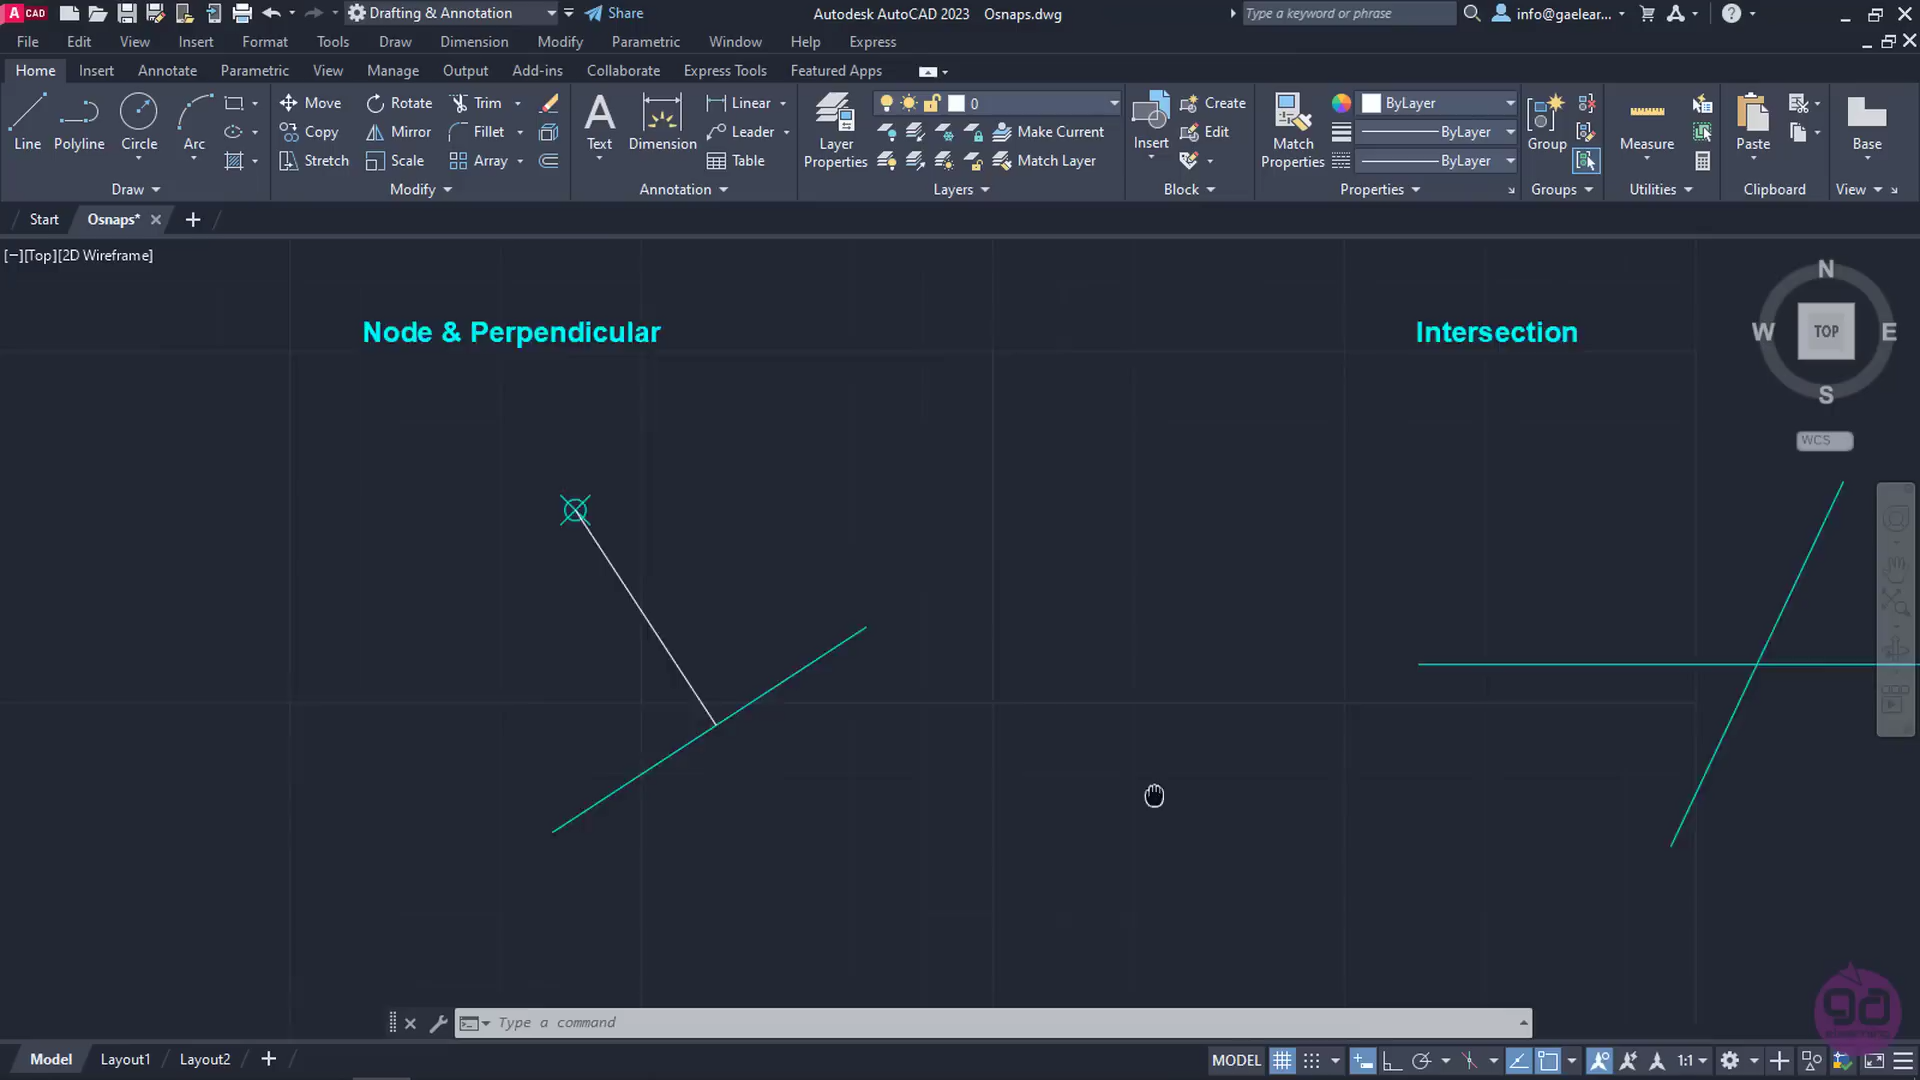 A CAD
Drafting & Annotation
Share
Autodesk AutoCAD 2023 Osnaps.dwg
Type a keyword or phrase
info@gaelear...
File Edit View Insert Format Tools Draw Dimension Modify Parametric Window Help Express
Home Insert Annotate Parametric View Manage Output Add-ins Collaborate Express Tools Featured Apps
Line Polyline Circle Arc
Move Rotate Trim
Copy Mirror Fillet
Stretch Scale Array
Text Dimension
Linear
Leader
Table
Layer Properties
0
Make Current
Match Layer
Insert
Create
Edit
Match Properties
ByLayer
ByLayer
ByLayer
Group
Measure
Paste
Base
Draw Modify Annotation Layers Block Properties Groups Utilities Clipboard View
Start Osnaps*
[−][Top][2D Wireframe]
Node & Perpendicular
Intersection
N
W TOP E
S
WCS
Type a command
Model Layout1 Layout2
MODEL
1:1
ga